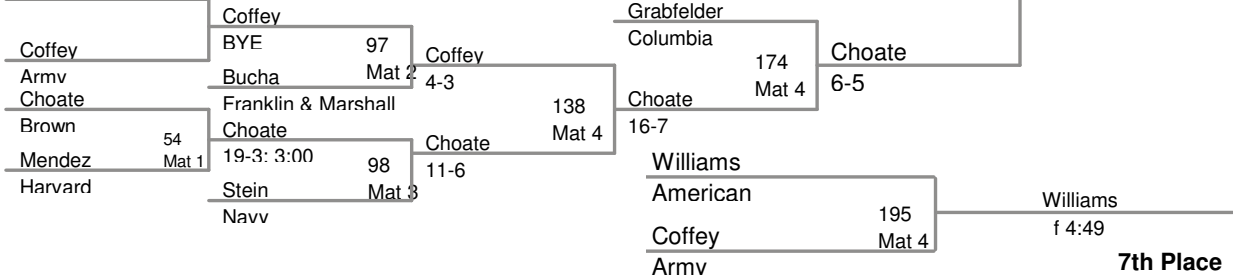 Coffey
Army
Choate
Brown
Mendez
Harvard
54
Mat 1
Coffey
BYE
Bucha
Franklin & Marshall
97
Mat 2
Choate
19-3; 3:00
Stein
Navy
98
Mat 3
Coffey
4-3
Choate
11-6
138
Mat 4
Grabfelder
Columbia
Choate
16-7
174
Mat 4
Choate
6-5
Williams
American
Coffey
Army
195
Mat 4
Williams
f 4:49
7th Place